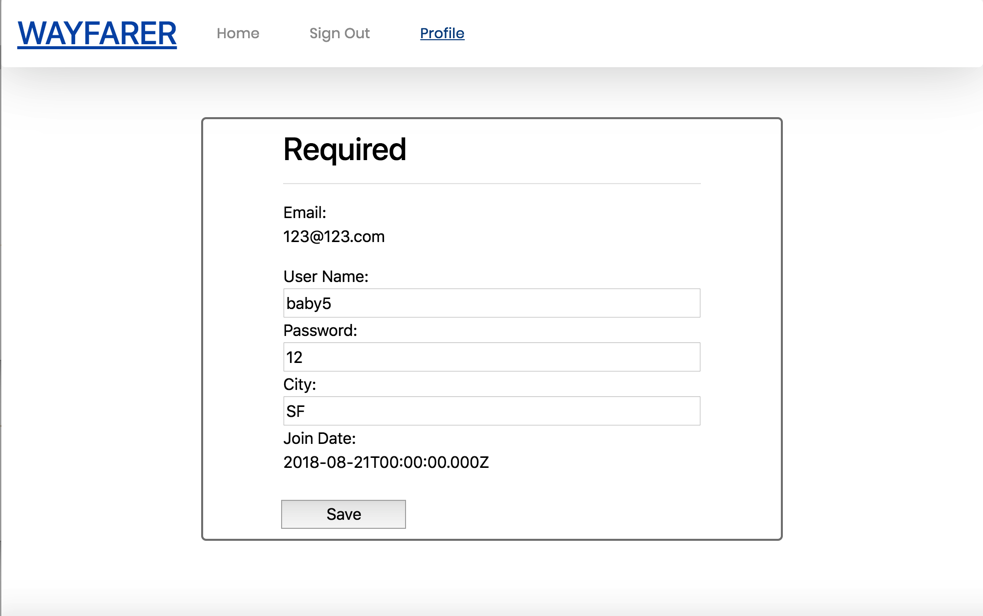 WAYFARER Home Sign Out Profile
Required
Email:
123@123.com
User Name:
baby5
Password:
12
City:
SF
Join Date:
2018-08-21T00:00:00.000Z
Save